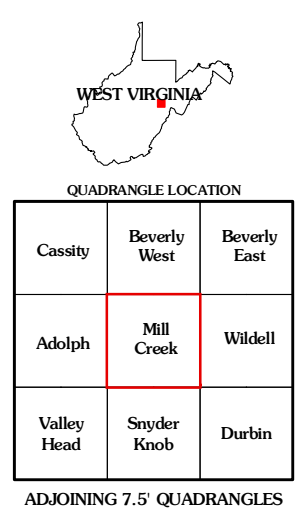 WEST VIRGINIA
QUADRANGLE LOCATION
Cassity
Beverly
West
Beverly
East
Adolph
Mill
Creek
Wildell
Valley
Head
Snyder
Knob
Durbin
ADJOINING 7.5' QUADRANGLES